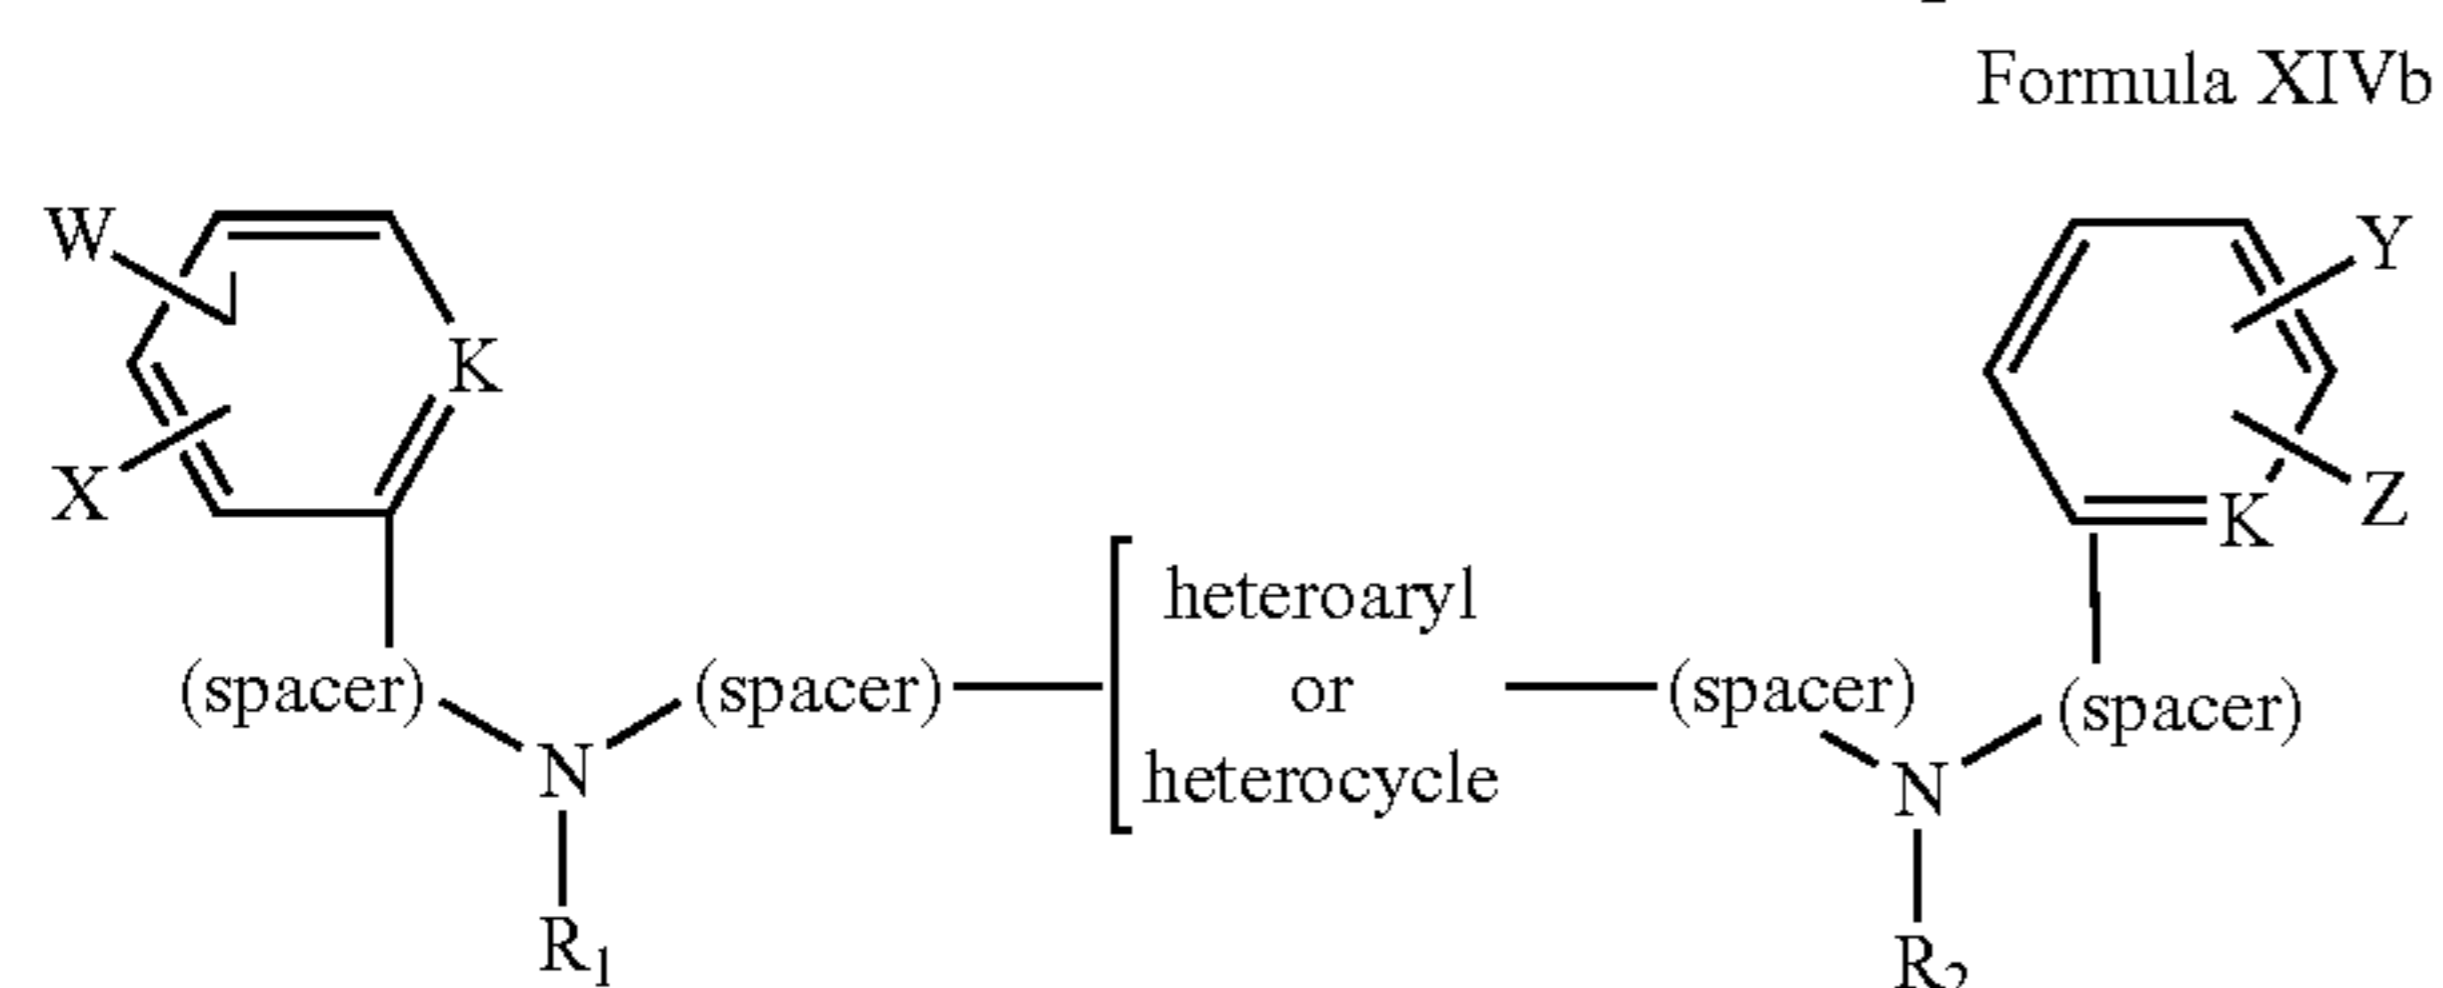 Formula XIVb
W
Y
K
X
K
Z
heteroaryl
(spacer)
(spacer)
or
(spacer)
(spacer)
N
heterocycle
N
R1
R2